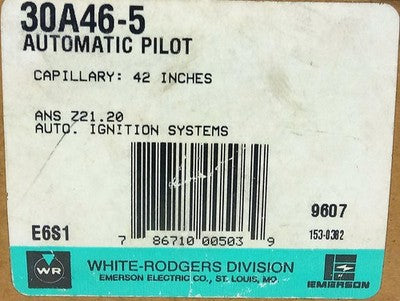 30A46-5
AUTOMATIC PILOT
CAPILLARY: 42 INCHES
ANS Z21.20
AUTO. IGNITION SYSTEMS
E6S1
7 86710 00503 9
9607
153-0362
WR
WHITE-RODGERS DIVISION
EMERSON ELECTRIC CO., ST. LOUIS, MO
EMERSON